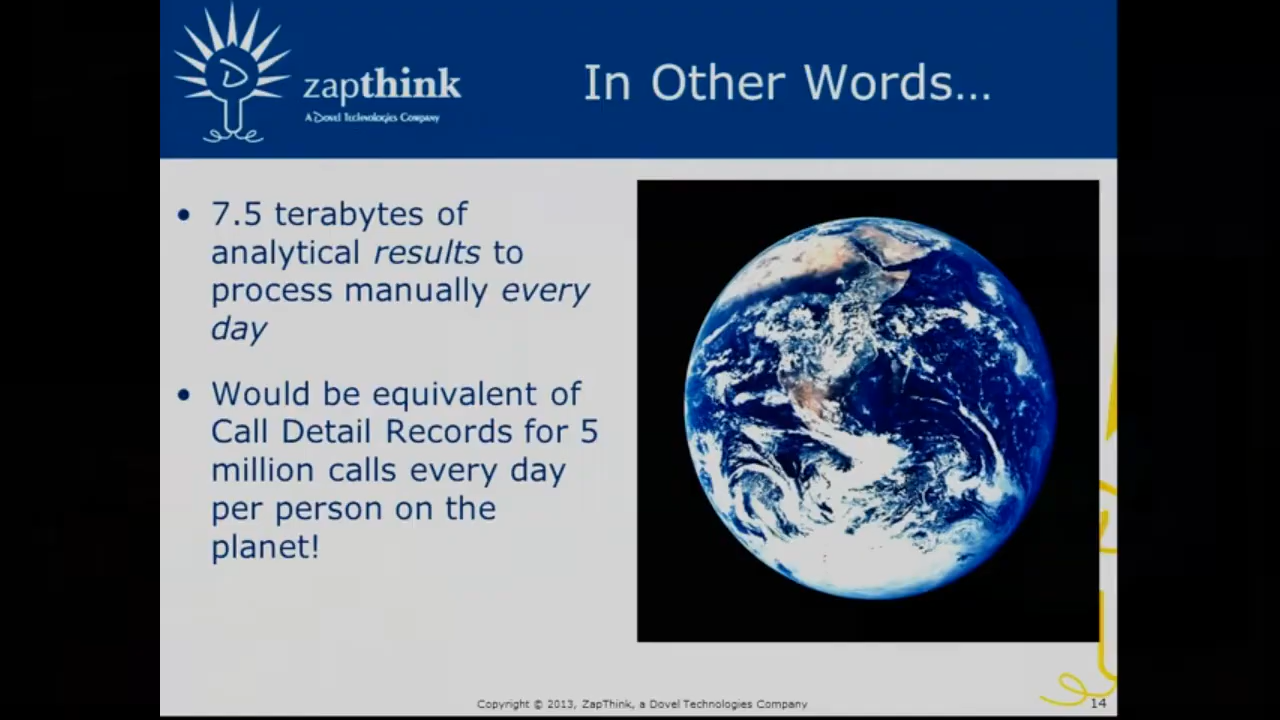 D
zapthink
A Dovel Technologies Company
In Other Words…
• 7.5 terabytes of
analytical results to
process manually every
day
• Would be equivalent of
Call Detail Records for 5
million calls every day
per person on the
planet!
Copyright © 2013, ZapThink, a Dovel Technologies Company
14